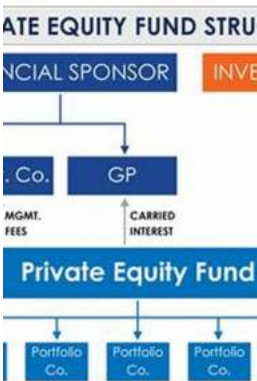 ATE EQUITY FUND STRU
NCIAL SPONSOR
INVE
. Co.
GP
MGMT.
FEES
CARRIED
INTEREST
Private Equity Fund
Portfolio
Co.
Portfolio
Co.
Portfolio
Co.